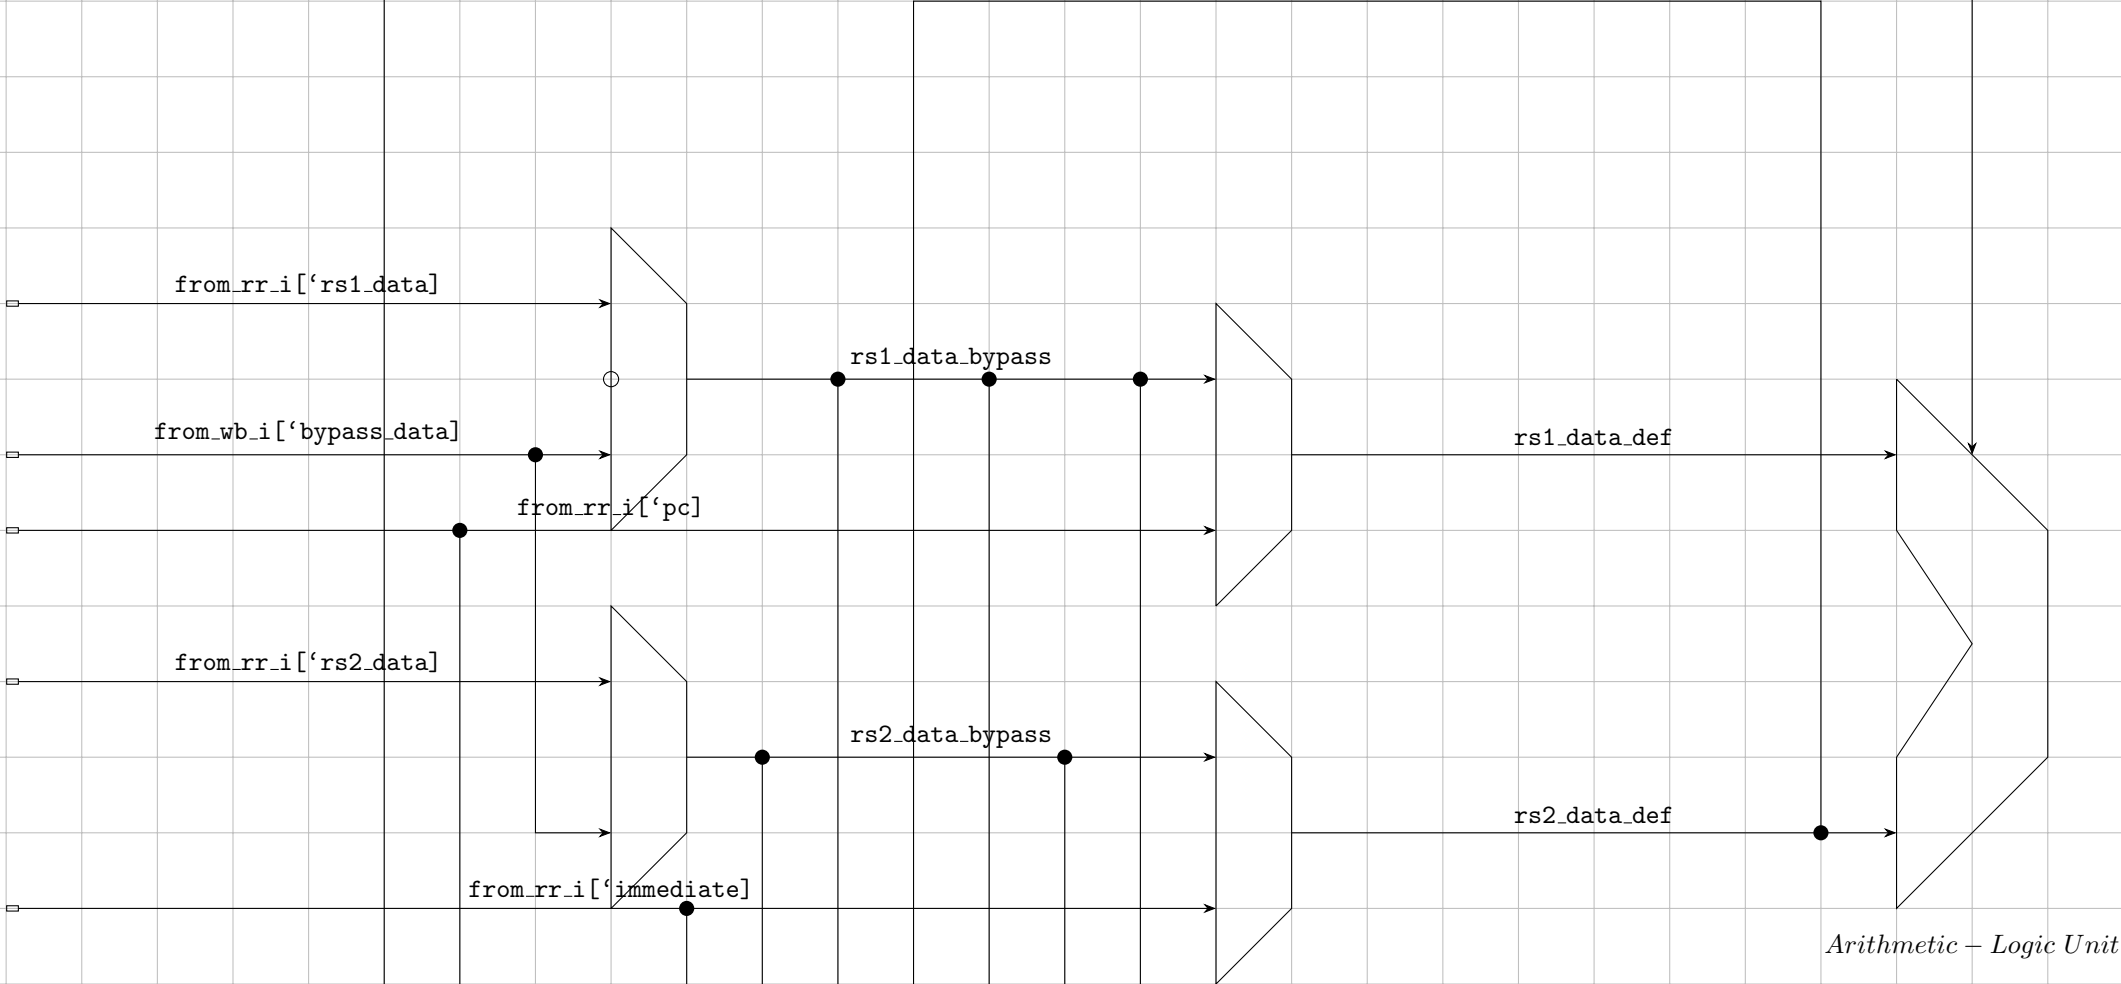 from_rr_i[‘rs1_data]
rs1_data_bypass
from_wb_i[‘bypass_data]
rs1_data_def
from_rr_i[‘pc]
from_rr_i[‘rs2_data]
rs2_data_bypass
rs2_data_def
from_rr_i[‘immediate]
Arithmetic − Logic Unit